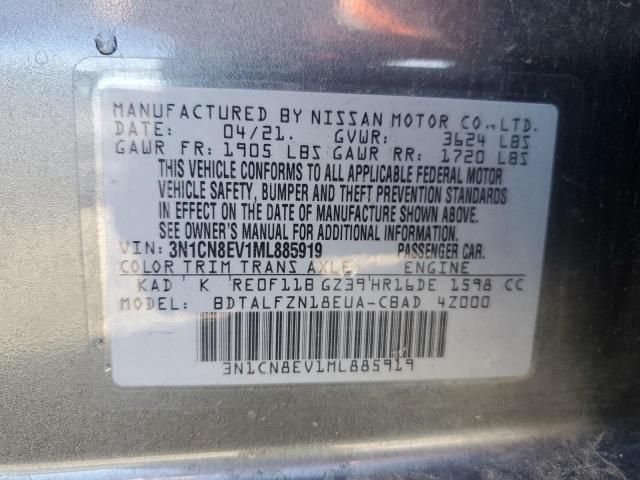 MANUFACTURED BY NISSAN MOTOR CO.,LTD.
DATE: 04/21. GVWR: 3624 LBS
GAWR FR: 1905 LBS GAWR RR: 1720 LBS
THIS VEHICLE CONFORMS TO ALL APPLICABLE FEDERAL MOTOR
VEHICLE SAFETY, BUMPER AND THEFT PREVENTION STANDARDS
IN EFFECT ON THE DATE OF MANUFACTURE SHOWN ABOVE.
SEE OWNER'S MANUAL FOR ADDITIONAL INFORMATION.
VIN: 3N1CN8EV1ML885919 PASSENGER CAR.
COLOR TRIM TRANS AXLE ENGINE
KAD K RE0F11B GZ39 HR16DE 1598 CC
MODEL: BDTALFZN18EUA-CBAD 4Z000
3N1CN8EV1ML885919